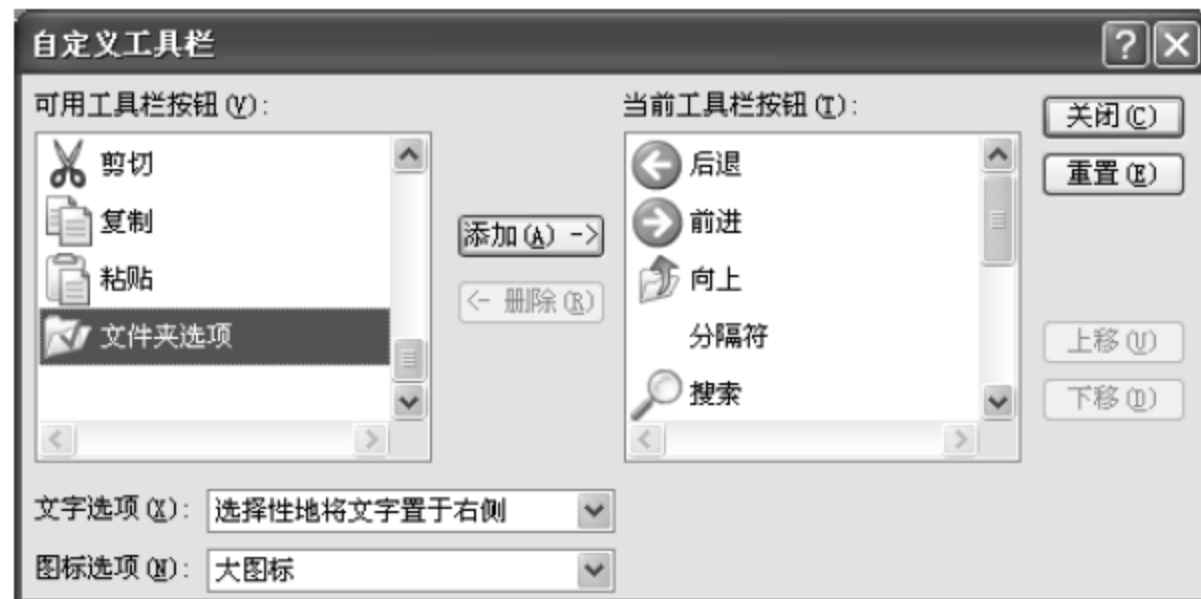 自定义工具栏
可用工具栏按钮(V):
剪切
复制
粘贴
文件夹选项
添加(A) ->
<- 删除(R)
当前工具栏按钮(T):
后退
前进
向上
分隔符
搜索
关闭(C)
重置(E)
上移(U)
下移(D)
文字选项(X): 选择性地将文字置于右侧
图标选项(N): 大图标